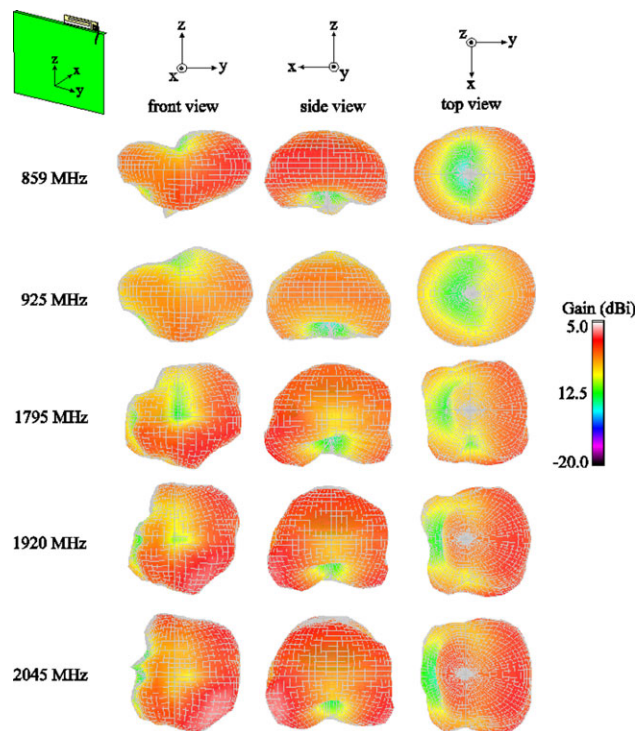 z
x
y
z
x
y
z
x
y
z
y
x
front view
side view
top view
859 MHz
925 MHz
Gain (dBi)
5.0
1795 MHz
12.5
-20.0
1920 MHz
2045 MHz